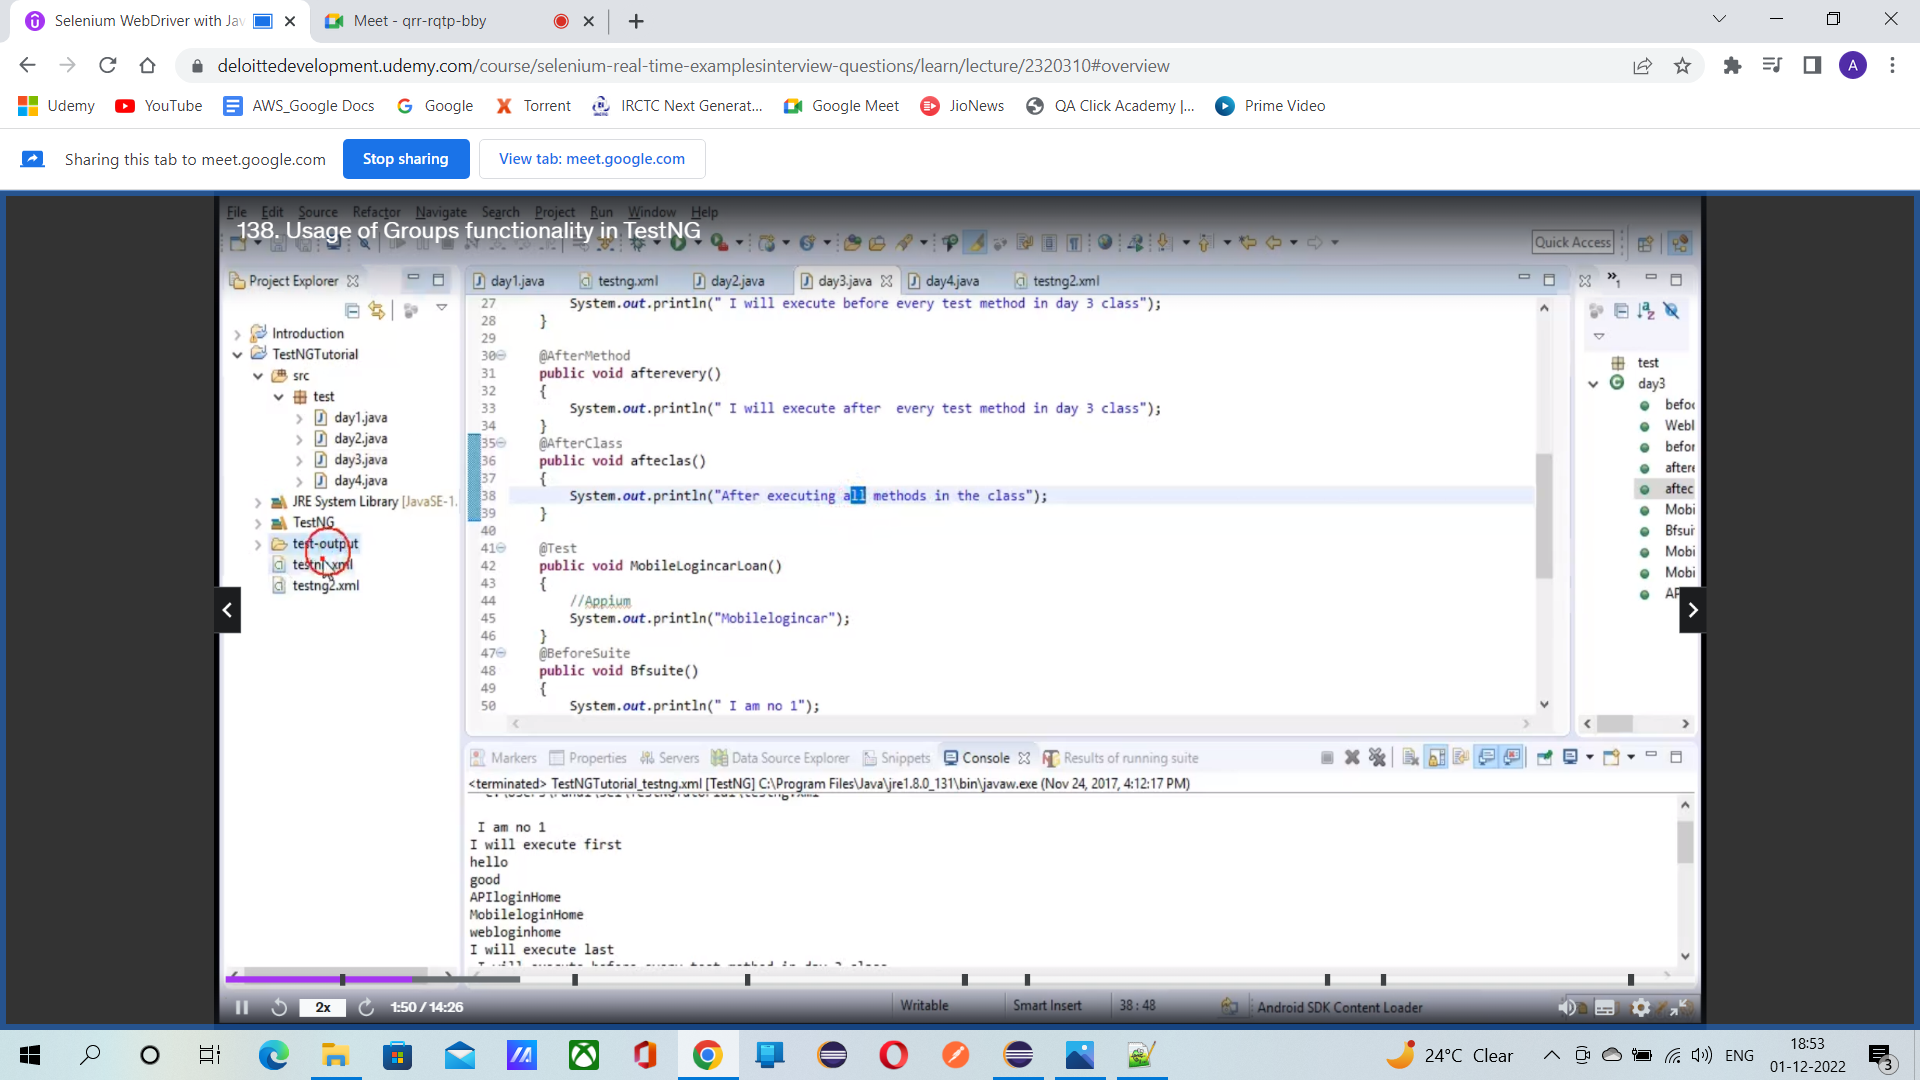 Selenium WebDriver with Jav
Meet - qrr-rqtp-bby
deloittedevelopment.udemy.com/course/selenium-real-time-examplesinterview-questions/learn/lecture/2320310#overview
A
Udemy
YouTube
AWS_Google Docs
Google
Torrent
IRCTC Next Generat...
Google Meet
JioNews
QA Click Academy |...
Prime Video
Sharing this tab to meet.google.com
Stop sharing
View tab: meet.google.com
File Edit Source Refactor Navigate Search Project Run Window Help
138. Usage of Groups functionality in TestNG
Quick Access
Project Explorer
day1.java
testng.xml
day2.java
day3.java
day4.java
testng2.xml
Introduction
TestNGTutorial
src
test
day1.java
day2.java
day3.java
day4.java
JRE System Library [JavaSE-1.
TestNG
test-output
testng2.xml
27 System.out.println(" I will execute before every test method in day 3 class");
28 }
29
30 @AfterMethod
31 public void afterevery()
32 {
33 System.out.println(" I will execute after  every test method in day 3 class");
34 }
35 @AfterClass
36 public void afteclas()
37 {
38 System.out.println("After executing all methods in the class");
39 }
40
41 @Test
42 public void MobileLogincarLoan()
43 {
44 //Appium
45 System.out.println("Mobilelogincar");
46 }
47 @BeforeSuite
48 public void Bfsuite()
49 {
50 System.out.println(" I am no 1");
test
day3
befo
Webl
befor
aftere
aftec
Mobi
Bfsuit
Mobi
Mobi
Markers
Properties
Servers
Data Source Explorer
Snippets
Console
Results of running suite
<terminated> TestNGTutorial_testng.xml [TestNG] C:\Program Files\Java\jre1.8.0_131\bin\javaw.exe (Nov 24, 2017, 4:12:17 PM)
I am no 1
I will execute first
hello
good
APIloginHome
MobileloginHome
webloginhome
I will execute last
I will execute before every test method in day 3 class
2x
1:50 / 14:26
Writable
Smart Insert
38 : 48
Android SDK Content Loader
24°C Clear
ENG
18:53
01-12-2022
3